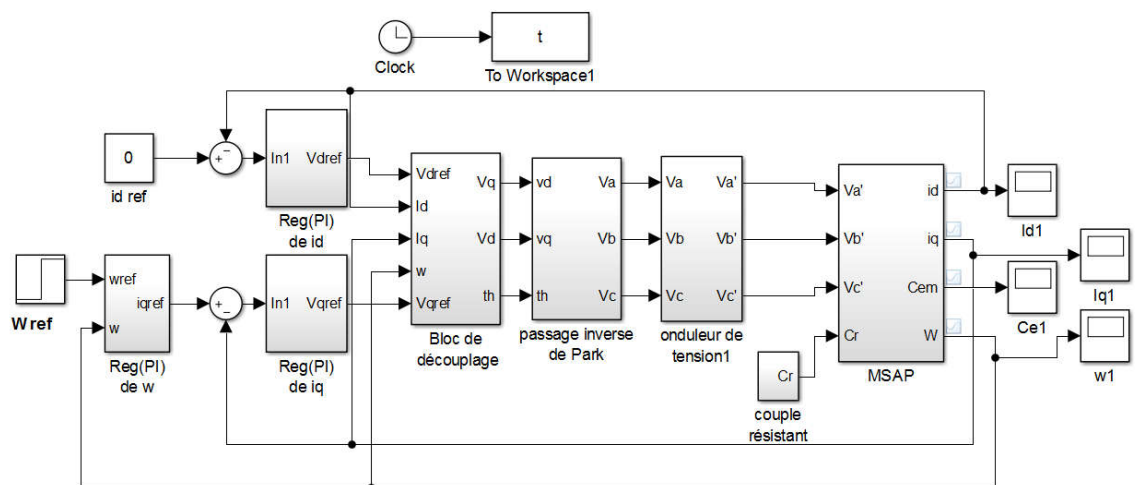 Clock
t
To Workspace1
0
id ref
+
−
In1
Vdref
Reg(PI)
de id
Wref
wref
w
iqref
Reg(PI)
de w
+
−
In1
Vqref
Reg(PI)
de iq
Vdref
Id
Iq
w
Vqref
Vq
Vd
th
Bloc de
découplage
vd
vq
th
Va
Vb
Vc
passage inverse
de Park
Va
Vb
Vc
Va'
Vb'
Vc'
onduleur de
tension1
Cr
couple
résistant
Va'
Vb'
Vc'
Cr
id
iq
Cem
W
MSAP
Id1
Iq1
Ce1
w1